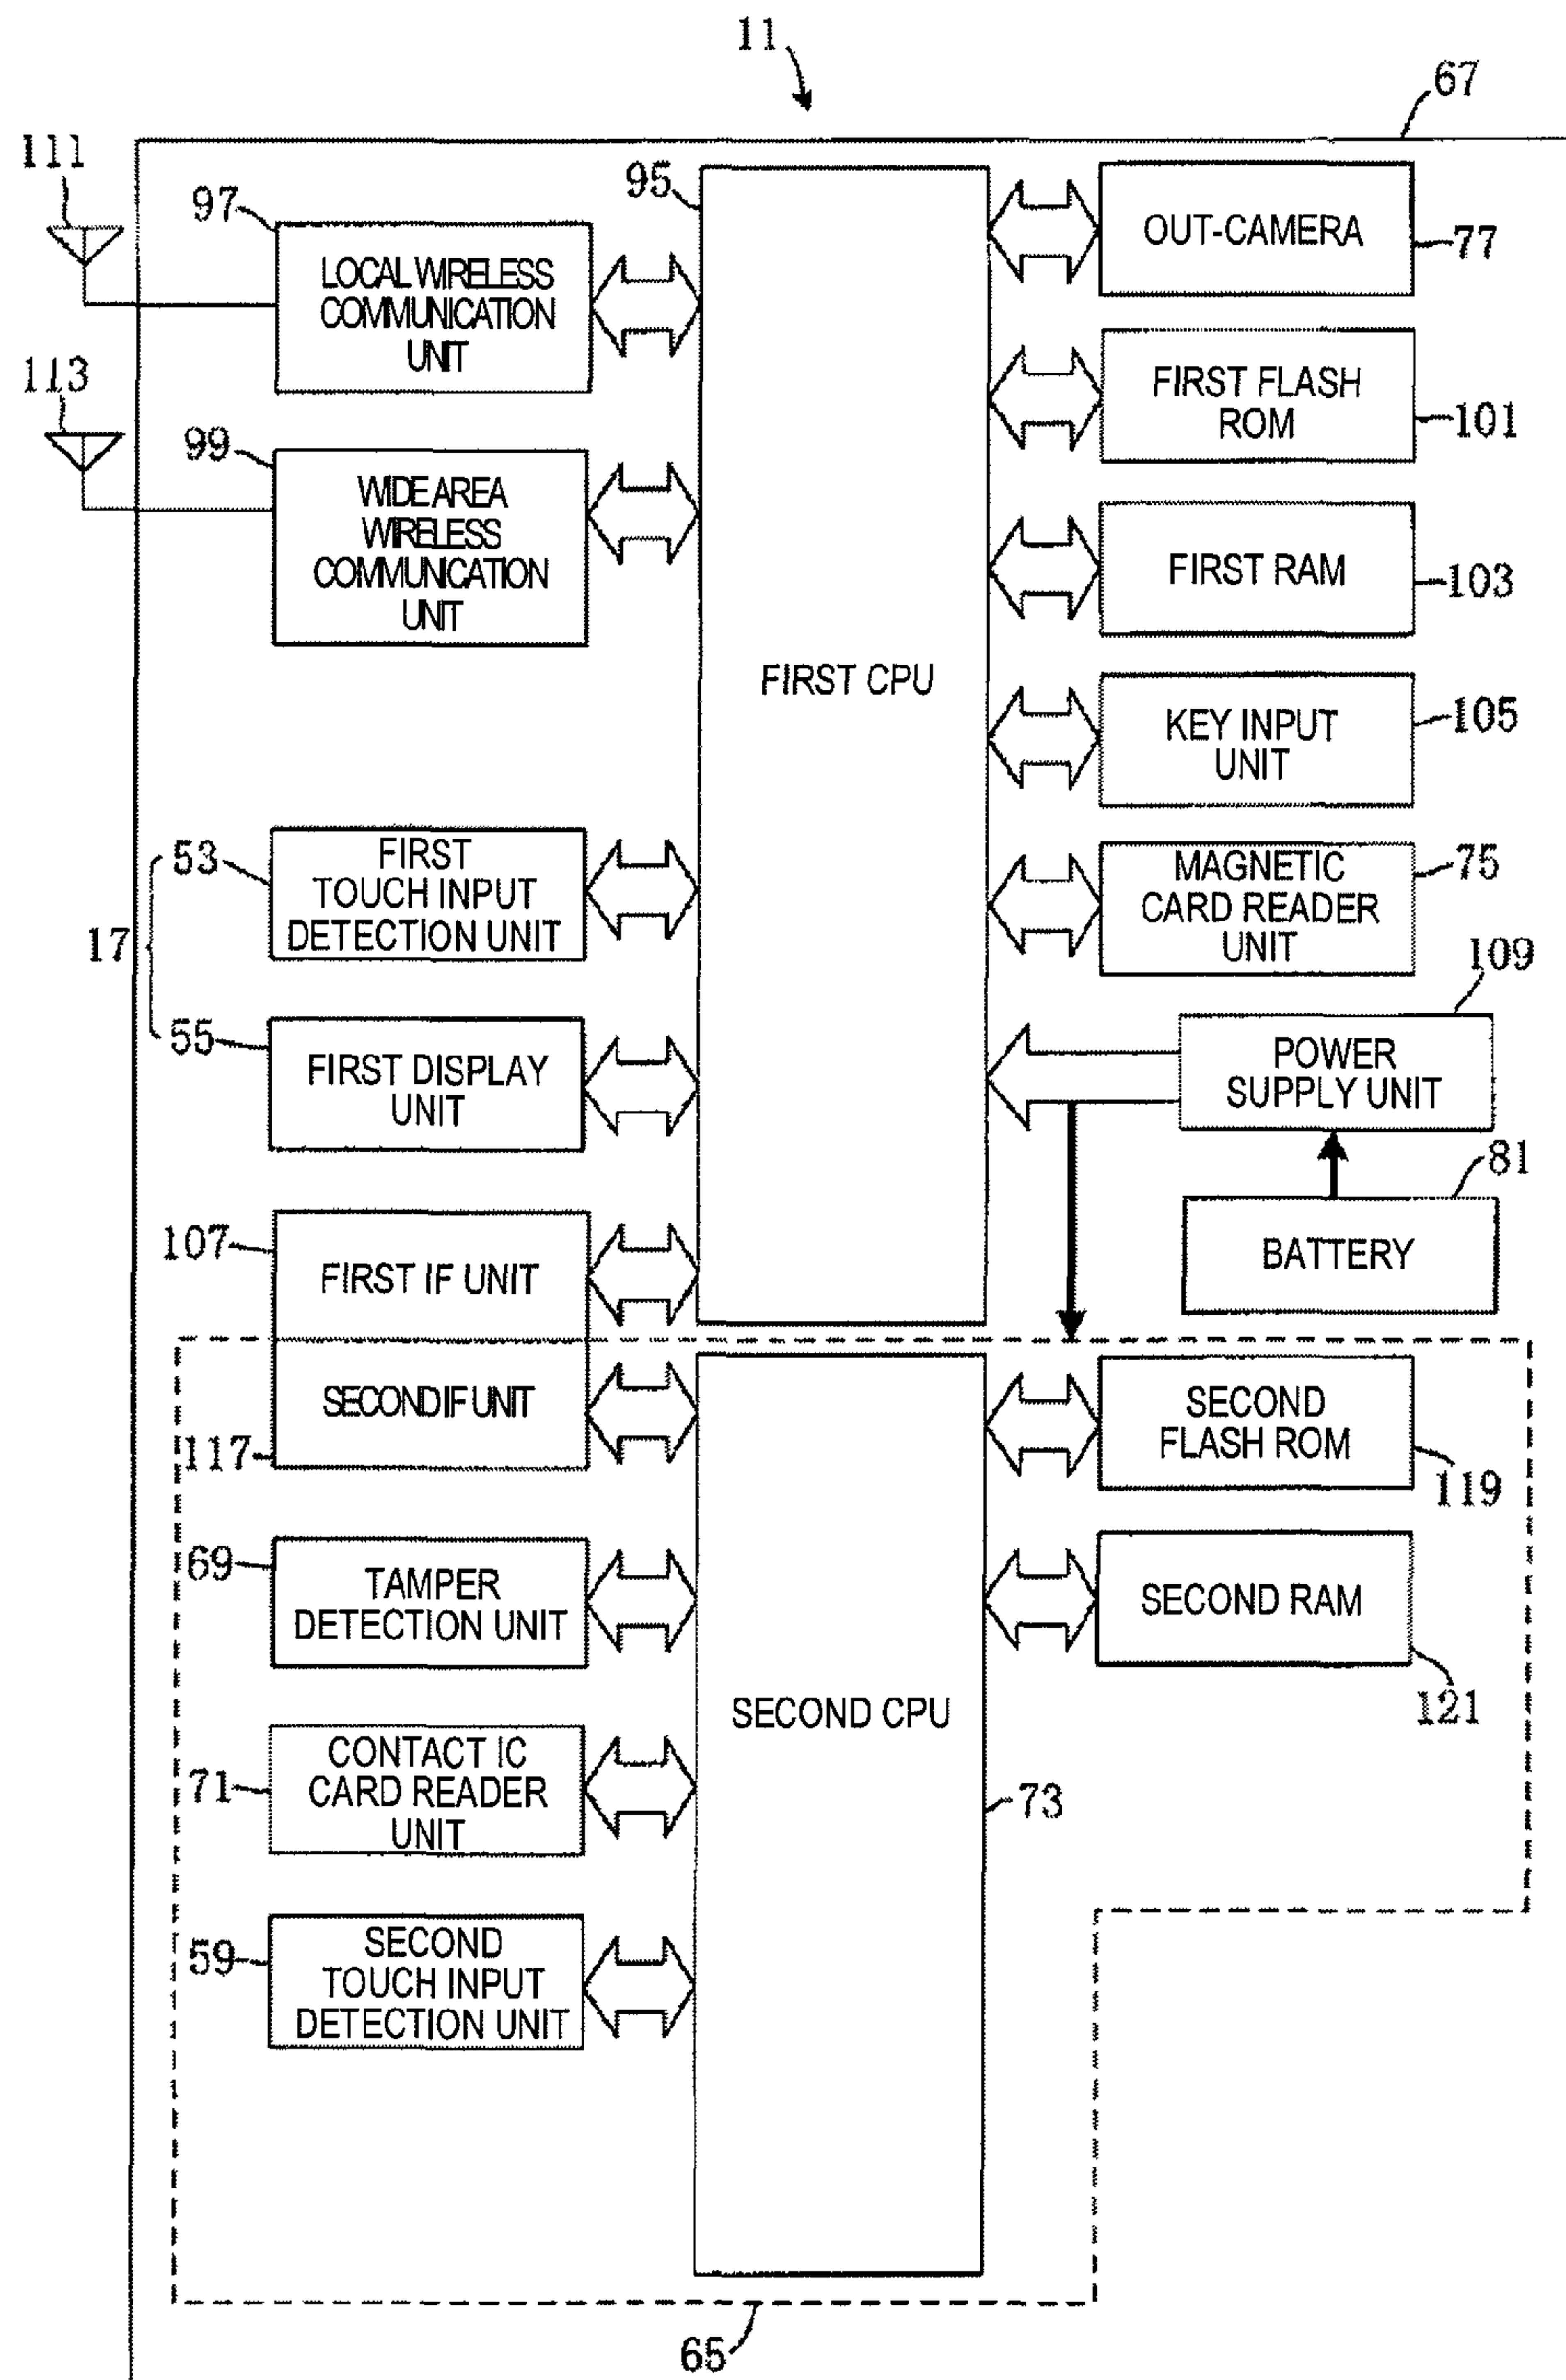 11
67
111
97
LOCAL WIRELESS
COMMUNICATION
UNIT
95
FIRST CPU
OUT-CAMERA
77
113
99
WIDE AREA
WIRELESS
COMMUNICATION
UNIT
FIRST FLASH
ROM
101
FIRST RAM
103
KEY INPUT
UNIT
105
17
53
FIRST
TOUCH INPUT
DETECTION UNIT
MAGNETIC
CARD READER
UNIT
75
55
FIRST DISPLAY
UNIT
109
POWER
SUPPLY UNIT
81
BATTERY
107
FIRST IF UNIT
SECOND IF UNIT
117
SECOND
FLASH ROM
119
69
TAMPER
DETECTION UNIT
SECOND RAM
121
SECOND CPU
73
71
CONTACT IC
CARD READER
UNIT
59
SECOND
TOUCH INPUT
DETECTION UNIT
65